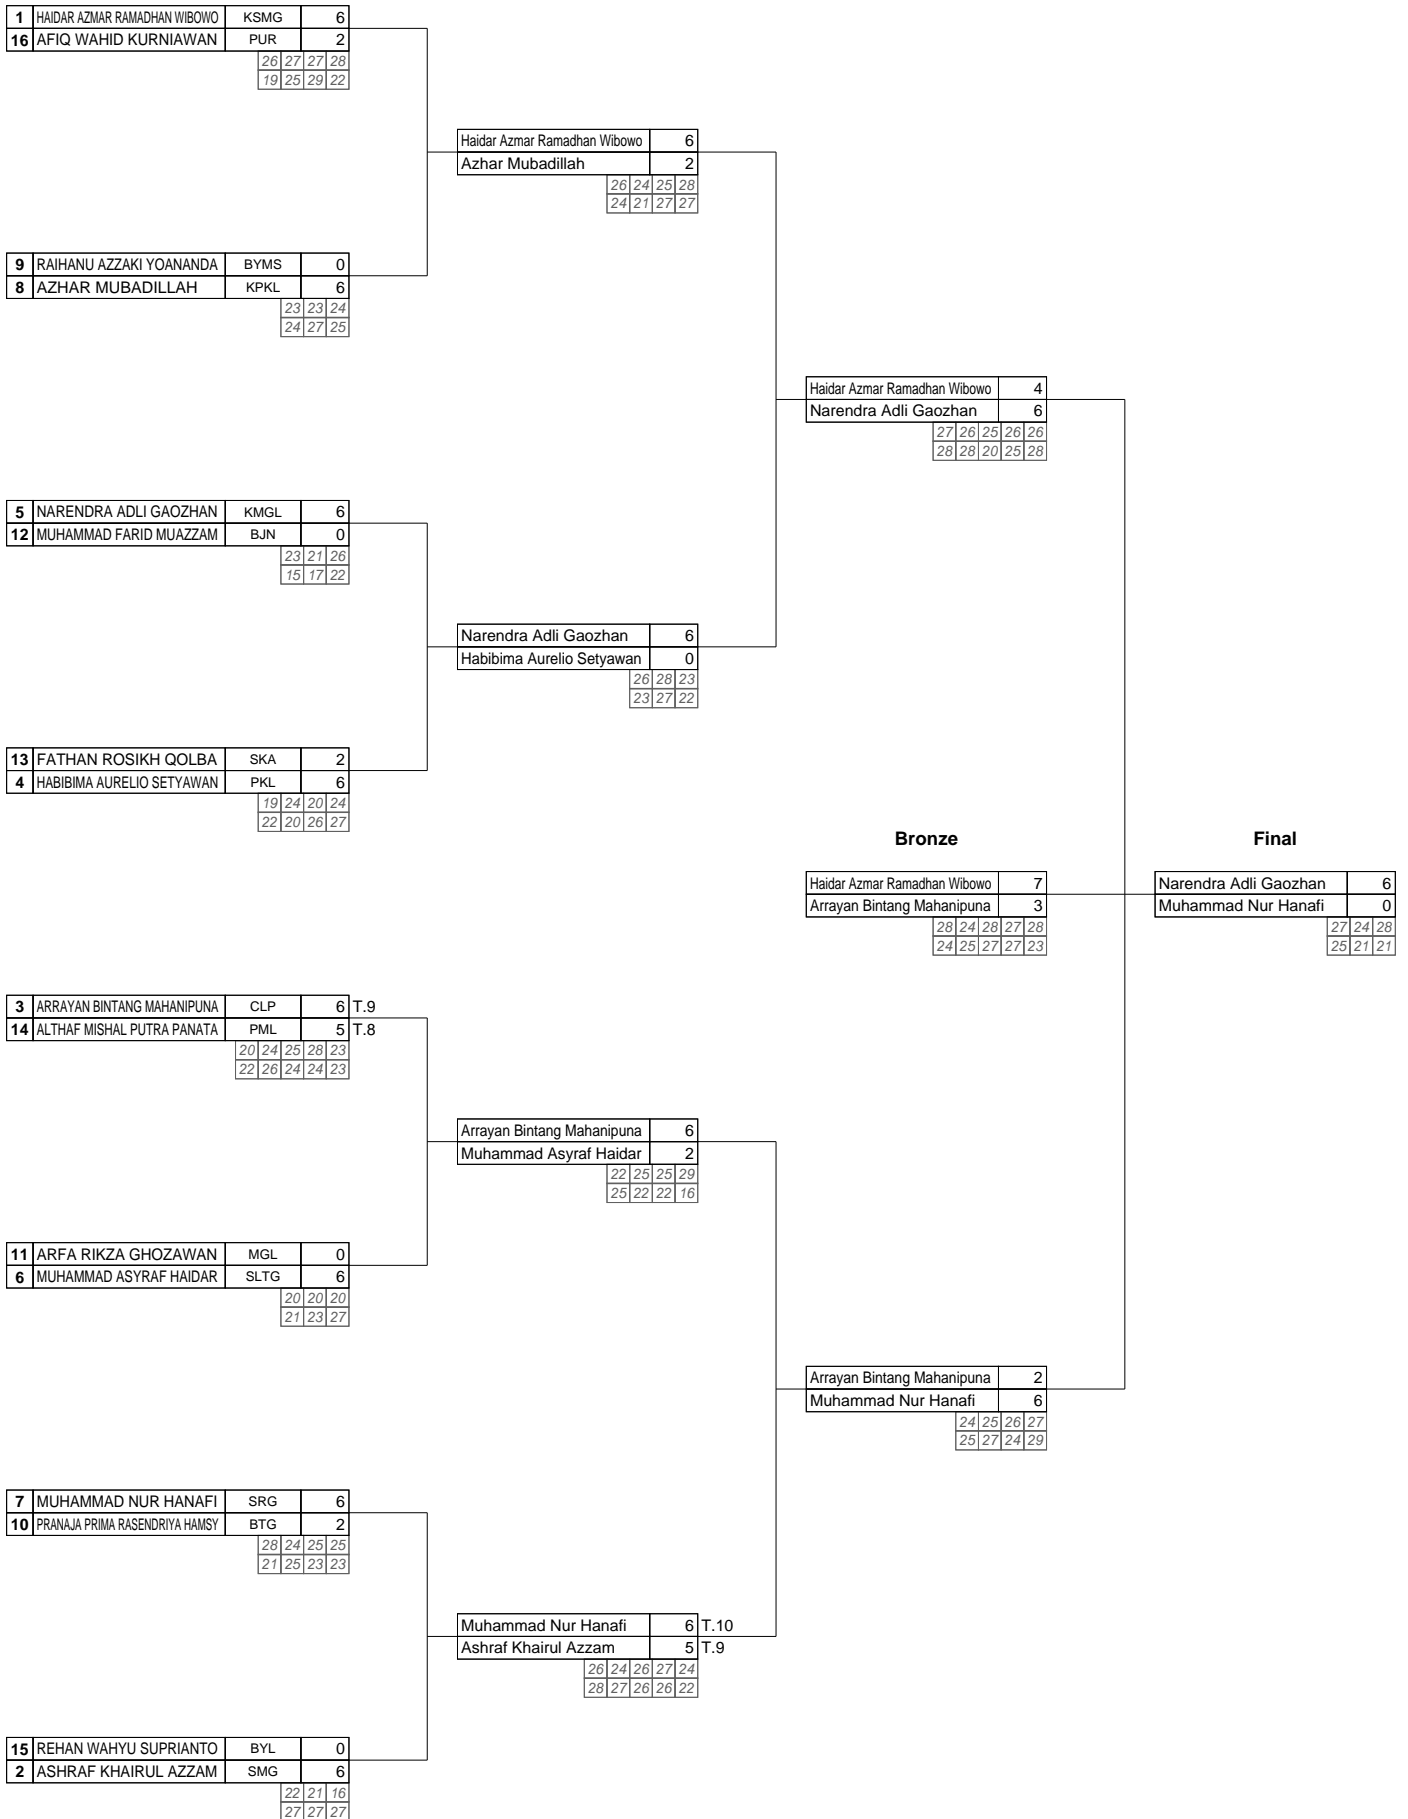 1 HAIDAR AZMAR RAMADHAN WIBOWO KSMG 6
16 AFIQ WAHID KURNIAWAN PUR 2
26 27 27 28
19 25 29 22
Haidar Azmar Ramadhan Wibowo 6
Azhar Mubadillah 2
26 24 25 28
24 21 27 27
9 RAIHANU AZZAKI YOANANDA BYMS 0
8 AZHAR MUBADILLAH KPKL 6
23 23 24
24 27 25
Haidar Azmar Ramadhan Wibowo 4
Narendra Adli Gaozhan 6
27 26 25 26 26
28 28 20 25 28
5 NARENDRA ADLI GAOZHAN KMGL 6
12 MUHAMMAD FARID MUAZZAM BJN 0
23 21 26
15 17 22
Narendra Adli Gaozhan 6
Habibima Aurelio Setyawan 0
26 28 23
23 27 22
13 FATHAN ROSIKH QOLBA SKA 2
4 HABIBIMA AURELIO SETYAWAN PKL 6
19 24 20 24
22 20 26 27
Bronze
Haidar Azmar Ramadhan Wibowo 7
Arrayan Bintang Mahanipuna 3
28 24 28 27 28
24 25 27 27 23
Final
Narendra Adli Gaozhan 6
Muhammad Nur Hanafi 0
27 24 28
25 21 21
3 ARRAYAN BINTANG MAHANIPUNA CLP 6 T.9
14 ALTHAF MISHAL PUTRA PANATA PML 5 T.8
20 24 25 28 23
22 26 24 24 23
Arrayan Bintang Mahanipuna 6
Muhammad Asyraf Haidar 2
22 25 25 29
25 22 22 16
11 ARFA RIKZA GHOZAWAN MGL 0
6 MUHAMMAD ASYRAF HAIDAR SLTG 6
20 20 20
21 23 27
Arrayan Bintang Mahanipuna 2
Muhammad Nur Hanafi 6
24 25 26 27
25 27 24 29
7 MUHAMMAD NUR HANAFI SRG 6
10 PRANAJA PRIMA RASENDRIYA HAMSY BTG 2
28 24 25 25
21 25 23 23
Muhammad Nur Hanafi 6 T.10
Ashraf Khairul Azzam 5 T.9
26 24 26 27 24
28 27 26 26 22
15 REHAN WAHYU SUPRIANTO BYL 0
2 ASHRAF KHAIRUL AZZAM SMG 6
22 21 16
27 27 27